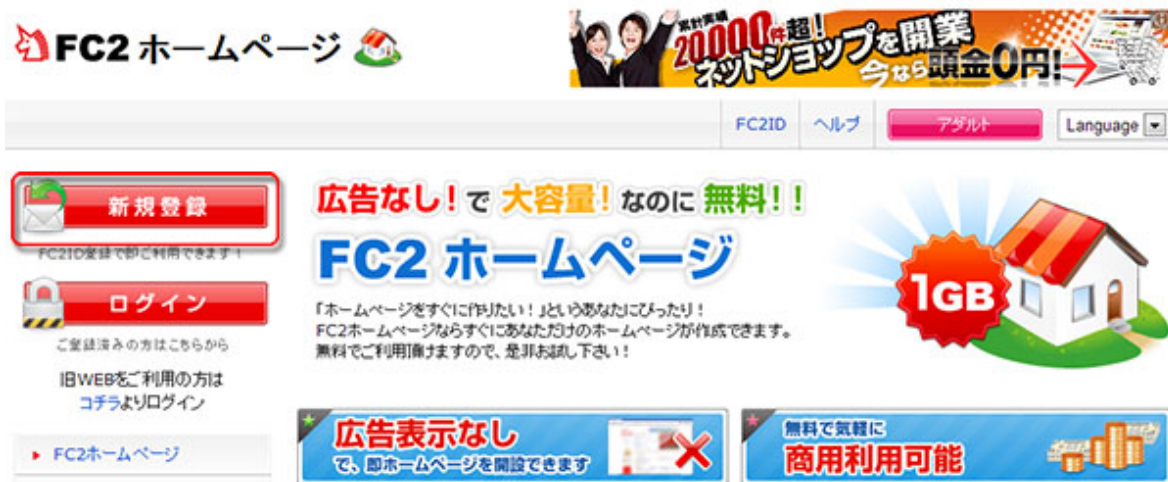 FC2 ホームページ
累計実績
20,000件超!
ネットショップを開業
今なら頭金0円!
FC2ID ヘルプ アダルト Language
新規登録
FC2ID登録で即ご利用できます!
ログイン
ご登録済みの方はこちらから
旧WEBをご利用の方は
コチラよりログイン
FC2ホームページ
広告なし!で大容量!なのに無料!!
FC2 ホームページ
「ホームページをすぐに作りたい!」というあなたにぴったり!
FC2ホームページならすぐにあなただけのホームページが作成できます。
無料でご利用頂けますので、是非お試し下さい!
1GB
広告表示なし
で、即ホームページを開設できます
無料で気軽に
商用利用可能